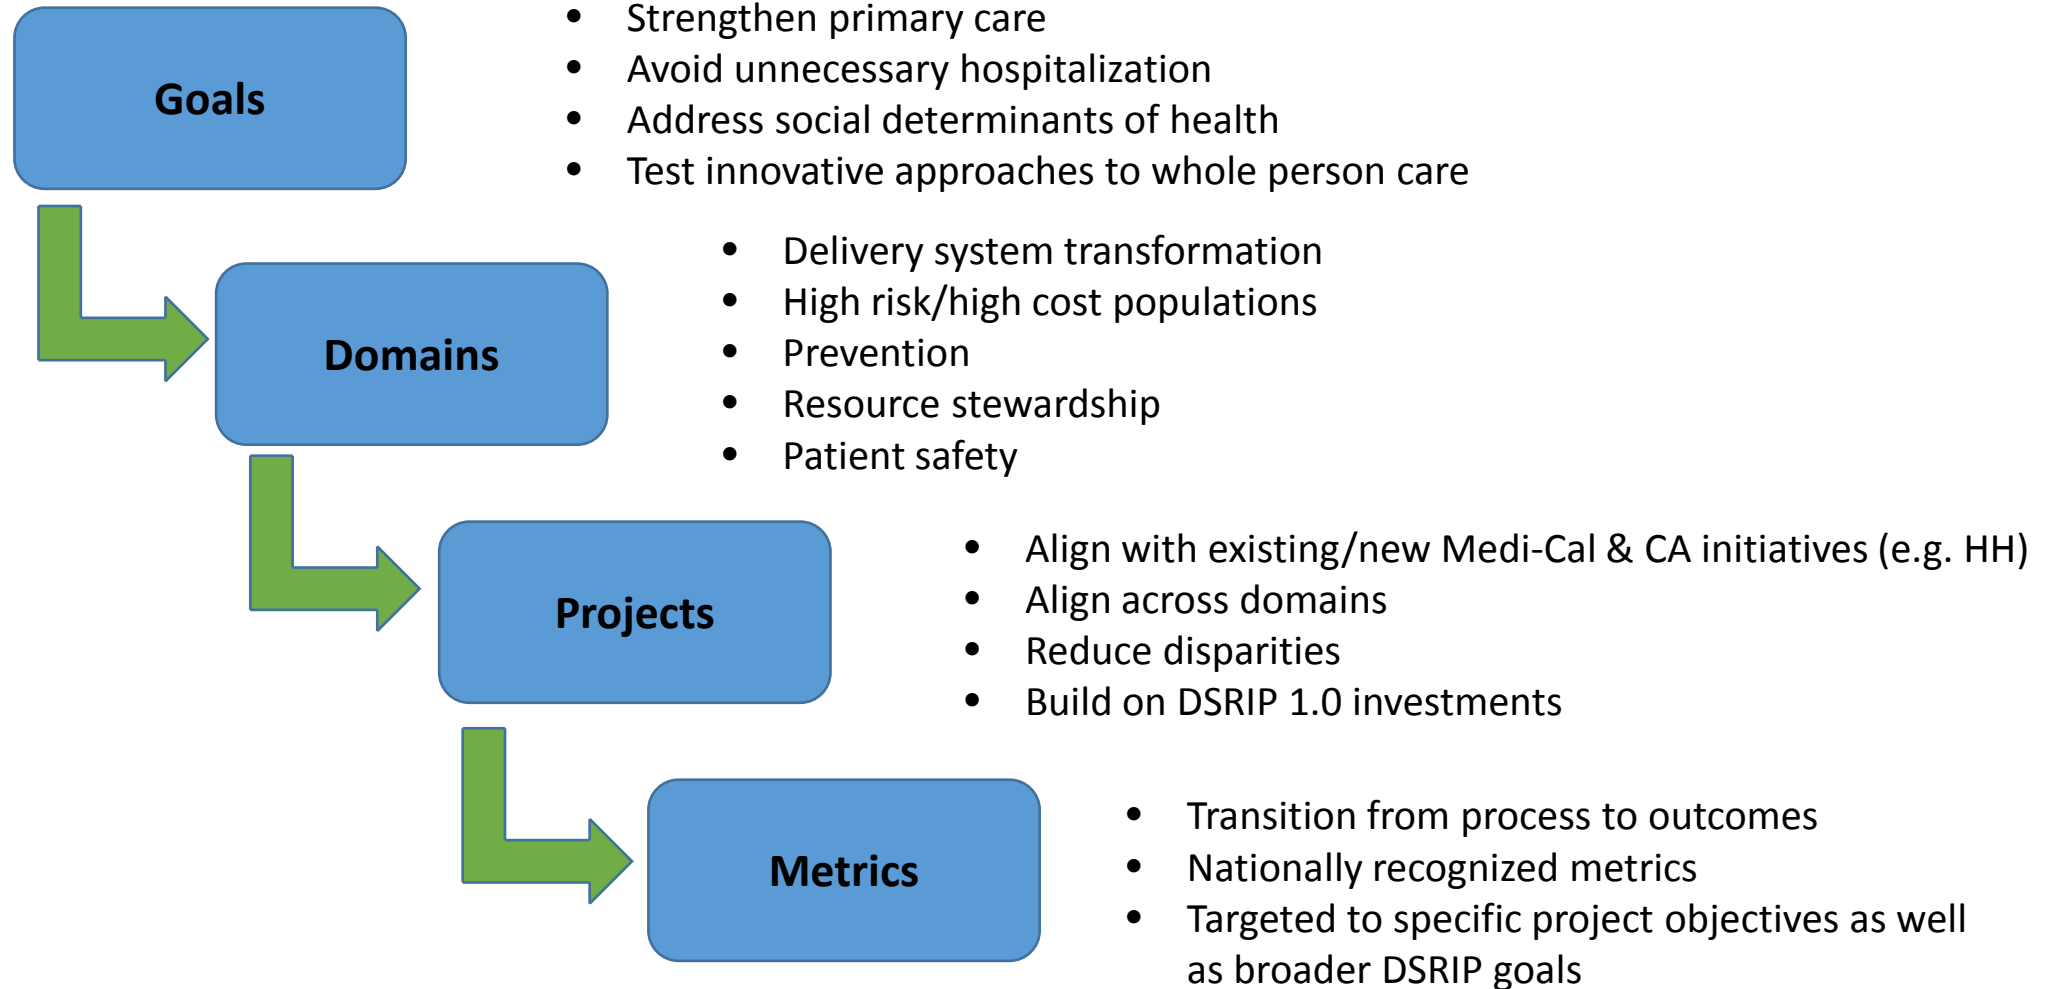 Goals
• Strengthen primary care
• Avoid unnecessary hospitalization
• Address social determinants of health
• Test innovative approaches to whole person care
Domains
• Delivery system transformation
• High risk/high cost populations
• Prevention
• Resource stewardship
• Patient safety
Projects
• Align with existing/new Medi-Cal & CA initiatives (e.g. HH)
• Align across domains
• Reduce disparities
• Build on DSRIP 1.0 investments
Metrics
• Transition from process to outcomes
• Nationally recognized metrics
• Targeted to specific project objectives as well
as broader DSRIP goals